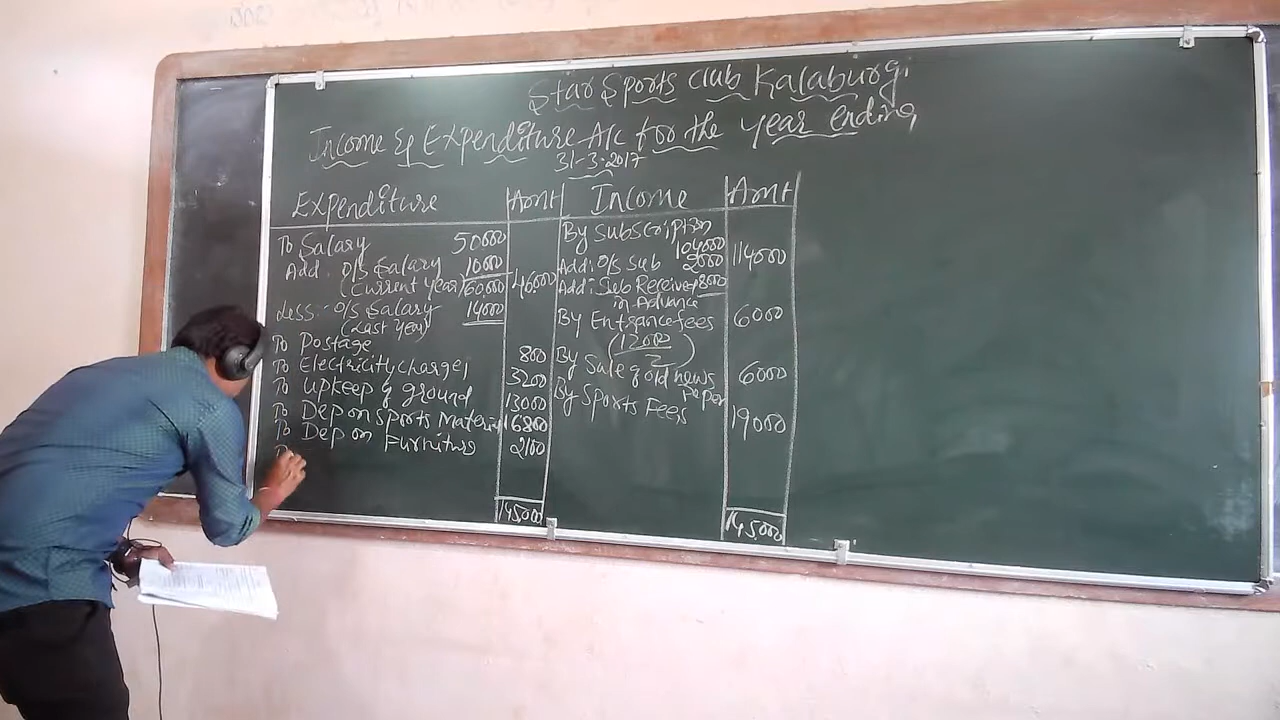 Star Sports club Kalaburgi
Income & Expenditure A/c for the year ending
31-3-2017
Expenditure Amt Income Amt
To Salary 50000
Add: O/s Salary 10000
(Current Year) 60000 46000
Less:- O/s Salary 14000
(Last Year)
To Postage 800
To Electricity charges 3200
To Upkeep of ground 13000
To Dep on Sports Material 16800
To Dep on Furniture 2100
To
145000
By Subscription
104000
Add: O/s Sub 2000 114000
Add: Sub Received 8000
in Advance
By Entrance fees 6000
(12000/2)
By Sale of old news 6000
Paper
By Sports Fees 19000
145000